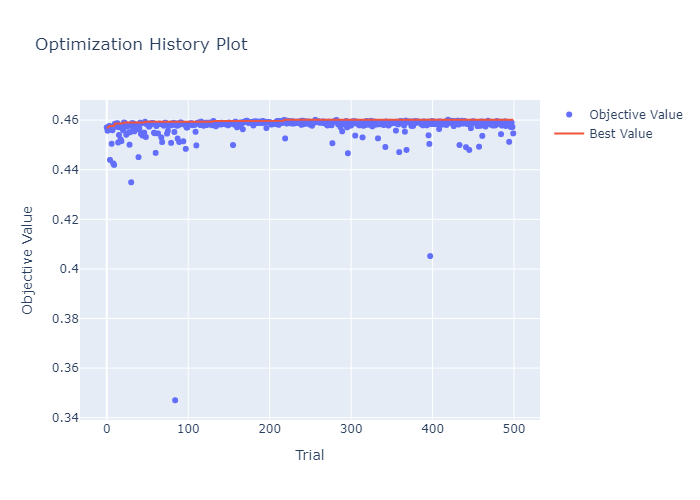 Optimization History Plot
Objective Value
Best Value
0.46
0.44
0.42
0.4
0.38
0.36
0.34
Objective Value
0
100
200
300
400
500
Trial